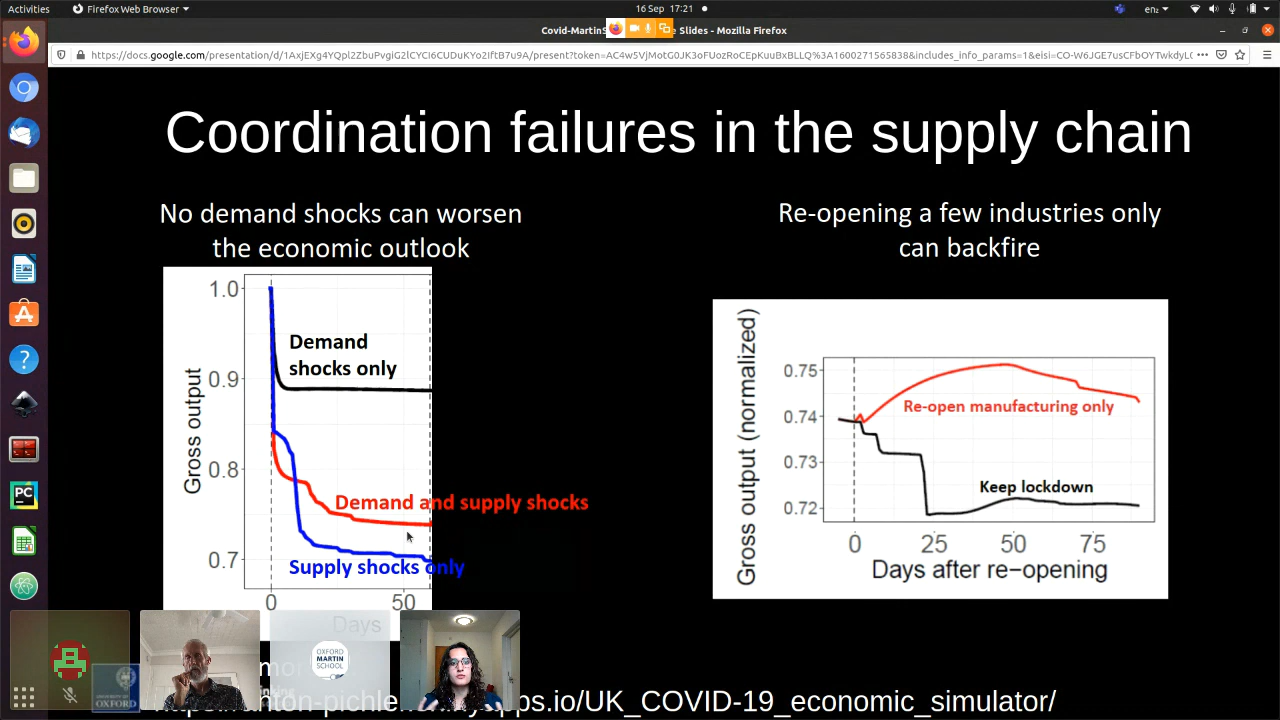 Activities
Firefox Web Browser
16 Sep 17:21
en₂
Covid-Martin
e Slides - Mozilla Firefox
https://docs.google.com/presentation/d/1AxjEXg4YQpl2ZbuPvgiG2lCYCi6CUDuKYo2IftB7u9A/present?token=AC4w5VjMotG0JK3oFUozRoCEpKuuBxBLLQ%3A1600271565838&includes_info_params=1&eisi=CO-W6JGE7usCFbOYTwkdyL
Coordination failures in the supply chain
No demand shocks can worsen
the economic outlook
Gross output
1.0
0.9
0.8
0.7
Demand
shocks only
Demand and supply shocks
Supply shocks only
0
50
Days
Re-opening a few industries only
can backfire
Gross output (normalized)
0.75
0.74
0.73
0.72
Re-open manufacturing only
Keep lockdown
0
25
50
75
Days after re-opening
OXFORD
OXFORD
MARTIN
SCHOOL
apps.io/UK_COVID-19_economic_simulator/